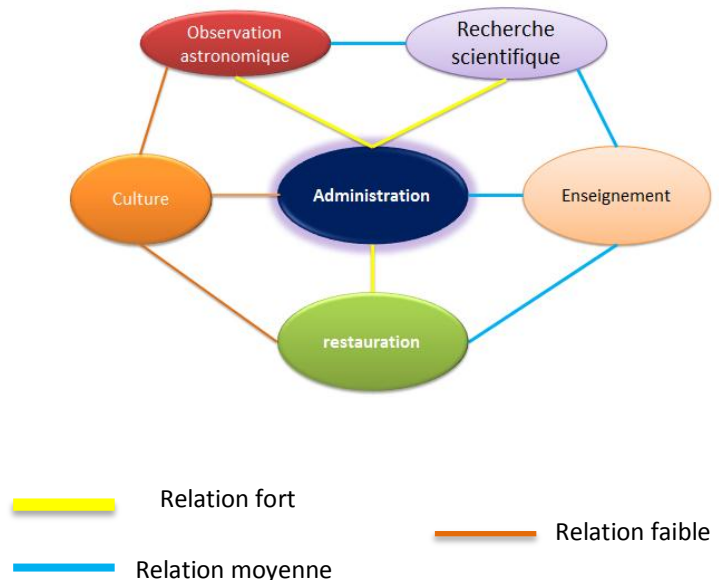 Observation
astronomique
Recherche
scientifique
Culture
Administration
Enseignement
restauration
Relation fort
Relation faible
Relation moyenne